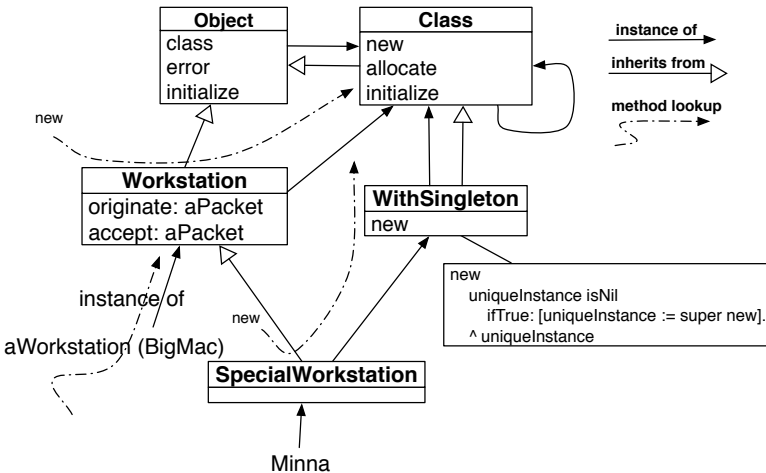 Object
class
error
initialize
Class
new
allocate
initialize
instance of
inherits from
method lookup
new
Workstation
originate: aPacket
accept: aPacket
WithSingleton
new
new
uniqueInstance isNil
ifTrue: [uniqueInstance := super new].
^ uniqueInstance
instance of
new
aWorkstation (BigMac)
SpecialWorkstation
Minna